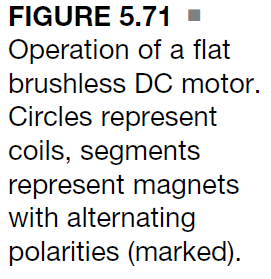 FIGURE 5.71 ■
Operation of a flat
brushless DC motor.
Circles represent
coils, segments
represent magnets
with alternating
polarities (marked).